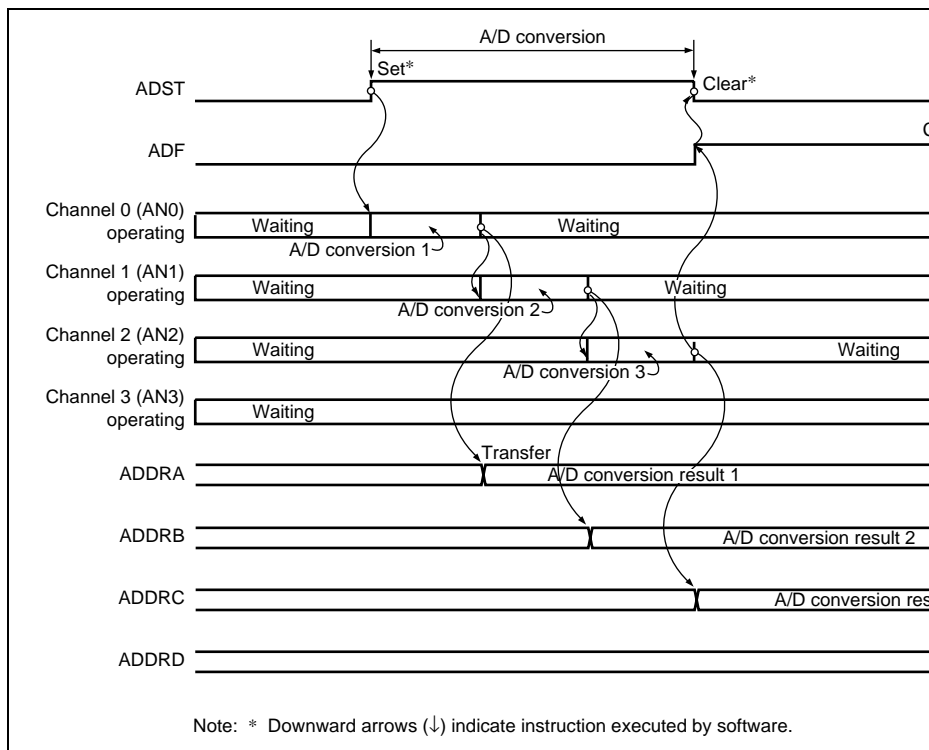 A/D conversion
Set*
Clear*
ADST
C
ADF
Channel 0 (AN0)
operating
Waiting
Waiting
A/D conversion 1
Channel 1 (AN1)
operating
Waiting
Waiting
A/D conversion 2
Channel 2 (AN2)
operating
Waiting
Waiting
A/D conversion 3
Channel 3 (AN3)
operating
Waiting
Transfer
ADDRA
A/D conversion result 1
ADDRB
A/D conversion result 2
ADDRC
A/D conversion res
ADDRD
Note: * Downward arrows (↓) indicate instruction executed by software.